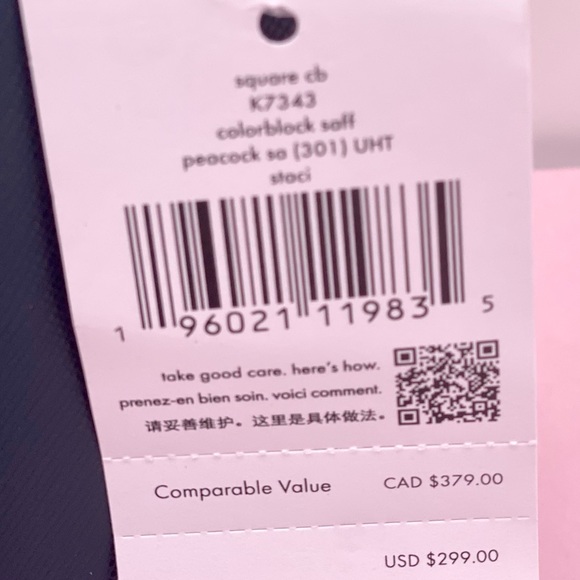 square cb
K7343
colorblock saff
peacock sa (301) UHT
staci
1 96021 11983 5
take good care. here's how.
prenez-en bien soin. voici comment.
请妥善维护。这里是具体做法。
Comparable Value CAD $379.00
USD $299.00